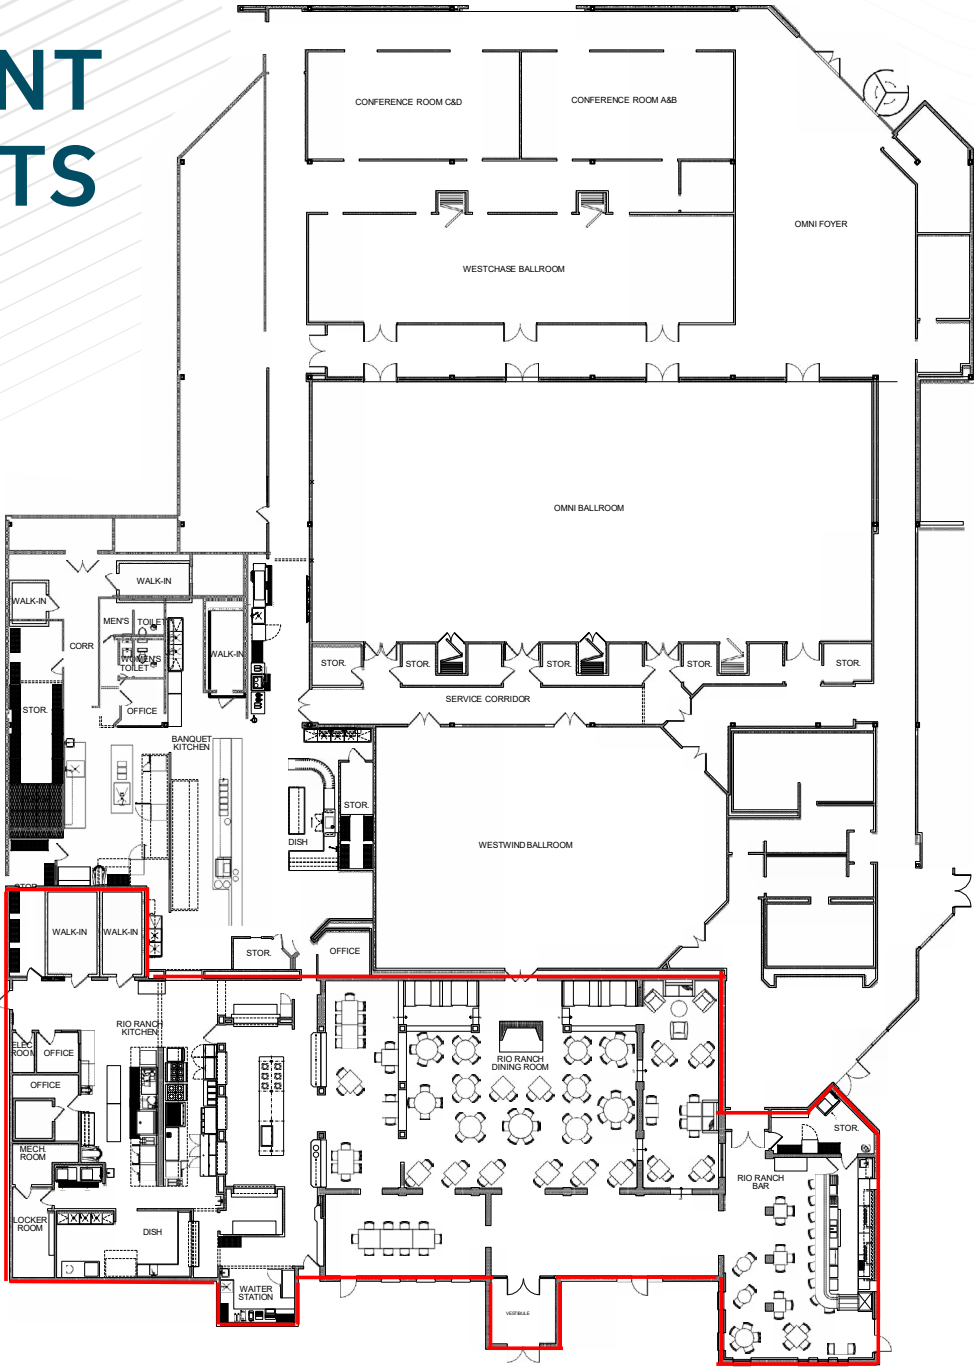 NT
TS
CONFERENCE ROOM C&D
CONFERENCE ROOM A&B
OMNI FOYER
WESTCHASE BALLROOM
OMNI BALLROOM
WALK-IN
WALK-IN
MEN'S
TOILET
CORR
WOMEN'S
TOILET
WALK-IN
STOR.
STOR.
STOR.
STOR.
STOR.
SERVICE CORRIDOR
STOR.
OFFICE
BANQUET
KITCHEN
STOR.
DISH
WESTWIND BALLROOM
STOR.
WALK-IN
WALK-IN
STOR.
OFFICE
RIO RANCH
KITCHEN
ELEC
ROOM
OFFICE
OFFICE
RIO RANCH
DINING ROOM
MECH.
ROOM
STOR.
RIO RANCH
BAR
LOCKER
ROOM
DISH
WAITER
STATION
VESTIBULE